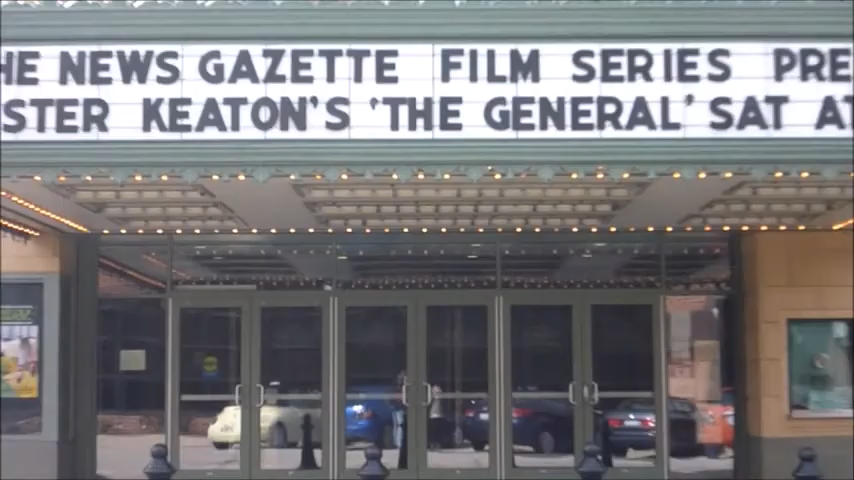 HE NEWS GAZETTE FILM SERIES PRE
STER KEATON'S 'THE GENERAL' SAT AT